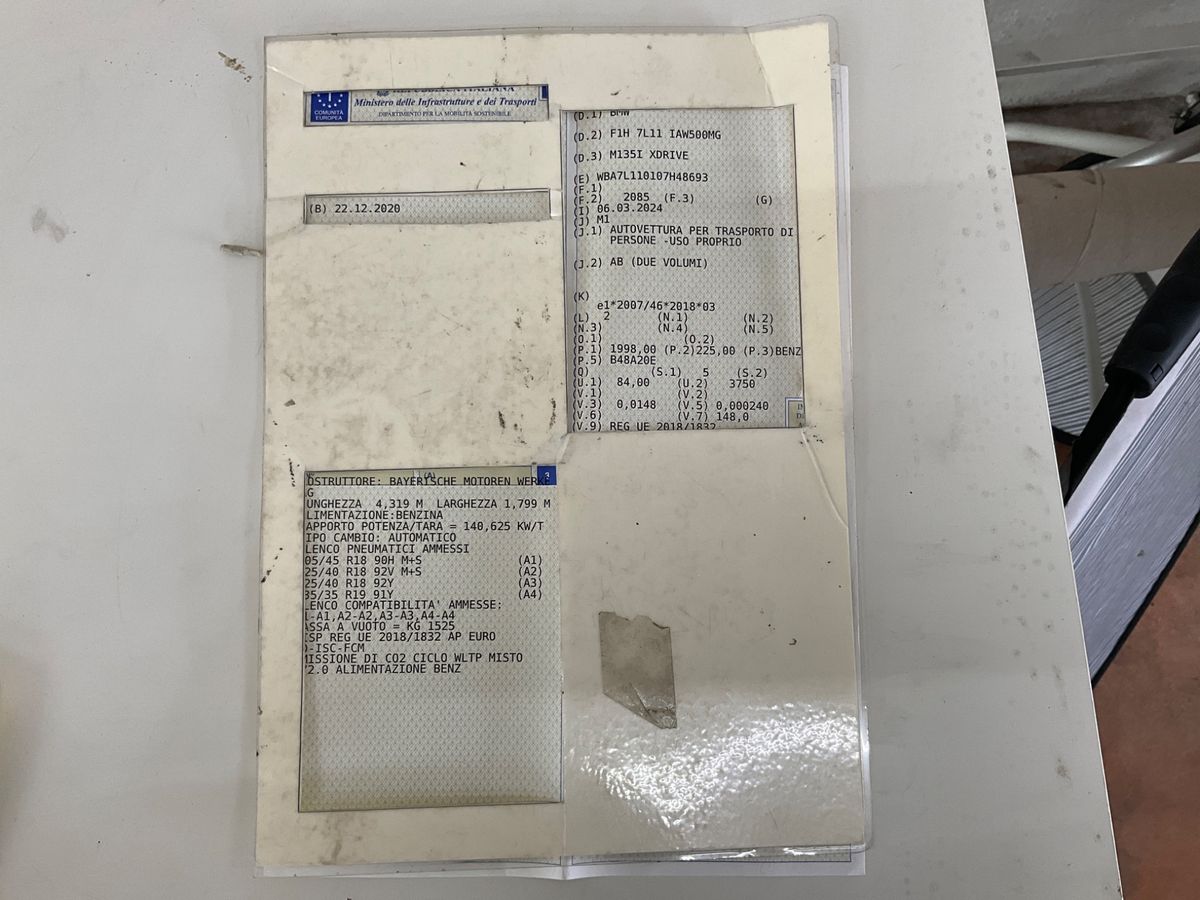 REPUBBLICA ITALIANA
Ministero delle Infrastrutture e dei Trasporti
DIPARTIMENTO PER LA MOBILITÀ SOSTENIBILE
I
COMUNITÀ
EUROPEA
(B) 22.12.2020
(D.1) BMW
(D.2) F1H 7L11 IAW500MG
(D.3) M135I XDRIVE
(E) WBA7L110107H48693
(F.1)
(F.2) 2085 (F.3) (G)
(I) 06.03.2024
(J) M1
(J.1) AUTOVETTURA PER TRASPORTO DI
PERSONE -USO PROPRIO
(J.2) AB (DUE VOLUMI)
(K)
e1*2007/46*2018*03
(L) 2 (N.1) (N.2)
(N.3) (N.4) (N.5)
(O.1) (O.2)
(P.1) 1998,00 (P.2)225,00 (P.3)BENZ
(P.5) B48A20E
(Q) (S.1) 5 (S.2)
(U.1) 84,00 (U.2) 3750
(V.1) (V.2)
(V.3) 0,0148 (V.5) 0,000240
(V.6) (V.7) 148,0
(V.9) REG UE 2018/1832
(A) 3
OSTRUTTORE: BAYERISCHE MOTOREN WERKE
G
UNGHEZZA 4,319 M LARGHEZZA 1,799 M
LIMENTAZIONE:BENZINA
APPORTO POTENZA/TARA = 140,625 KW/T
IPO CAMBIO: AUTOMATICO
LENCO PNEUMATICI AMMESSI
05/45 R18 90H M+S (A1)
25/40 R18 92V M+S (A2)
25/40 R18 92Y (A3)
35/35 R19 91Y (A4)
LENCO COMPATIBILITA' AMMESSE:
-A1,A2-A2,A3-A3,A4-A4
ASSA A VUOTO = KG 1525
SP REG UE 2018/1832 AP EURO
-ISC-FCM
MISSIONE DI CO2 CICLO WLTP MISTO
2.0 ALIMENTAZIONE BENZ